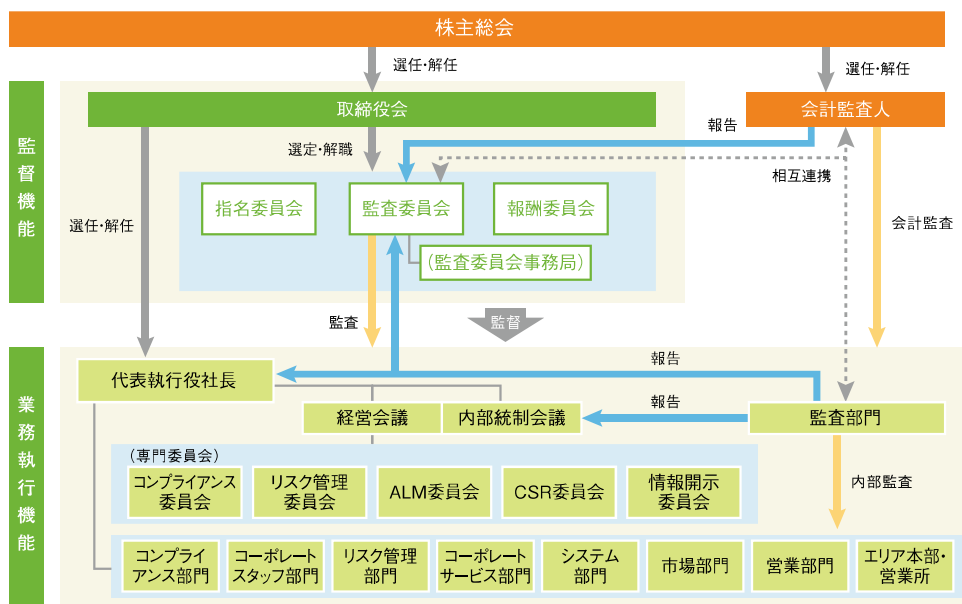 株主総会
選任・解任
選任・解任
監督機能
取締役会
会計監査人
報告
選定・解職
相互連携
選任・解任
指名委員会
監査委員会
報酬委員会
会計監査
（監査委員会事務局）
監査
監督
業務執行機能
代表執行役社長
報告
報告
経営会議
内部統制会議
監査部門
（専門委員会）
内部監査
コンプライアンス
委員会
リスク管理
委員会
ALM委員会
CSR委員会
情報開示
委員会
コンプライ
アンス部門
コーポレート
スタッフ部門
リスク管理
部門
コーポレート
サービス部門
システム
部門
市場部門
営業部門
エリア本部・
営業所